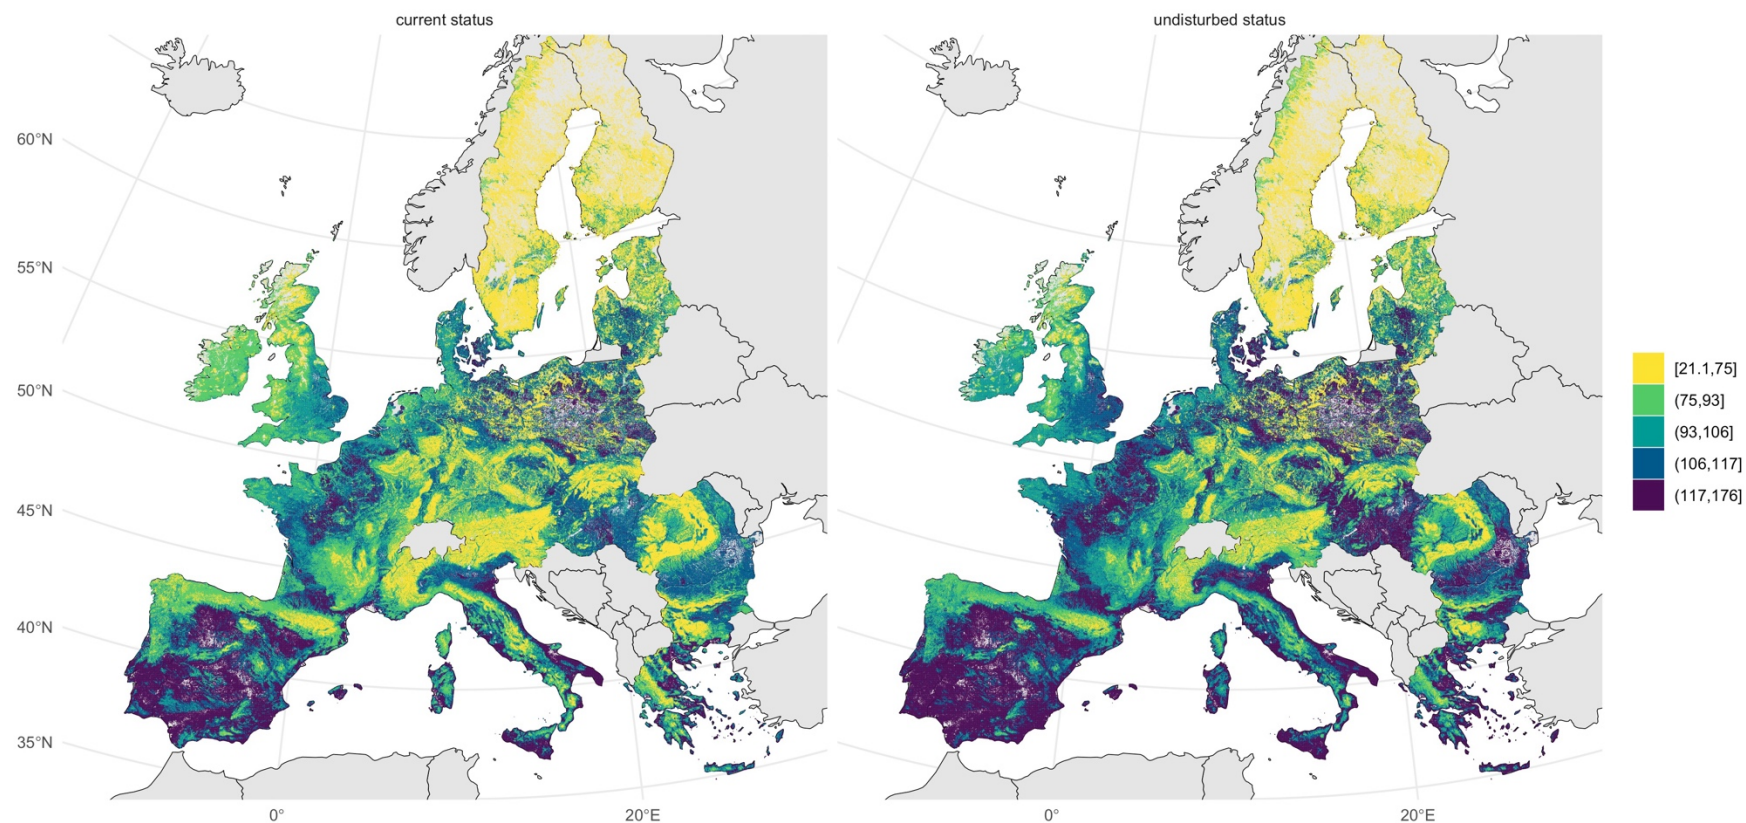 current status
undisturbed status
60°N
55°N
50°N
45°N
40°N
35°N
0°
20°E
0°
20°E
[21.1,75]
(75,93]
(93,106]
(106,117]
(117,176]